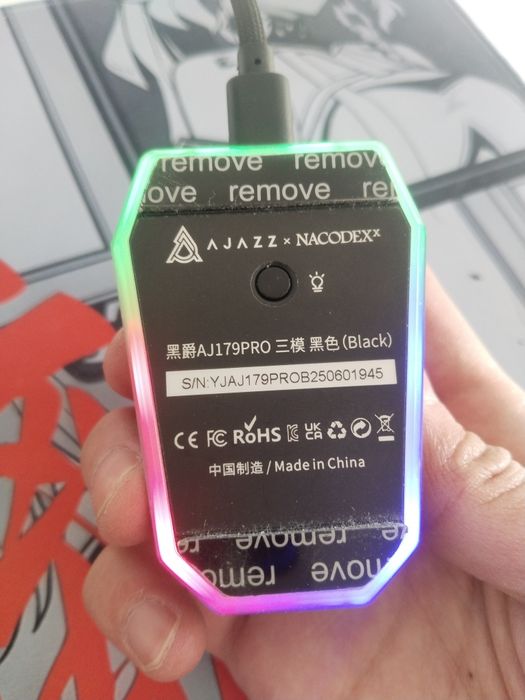 remove remove
ove remove re
AJAZZ × NACODEXX
黑爵AJ179PRO 三模 黑色(Black)
S/N:YJAJ179PROB250601945
CE FC RoHS UK CA
中国制造 / Made in China
remove remove
remove remove